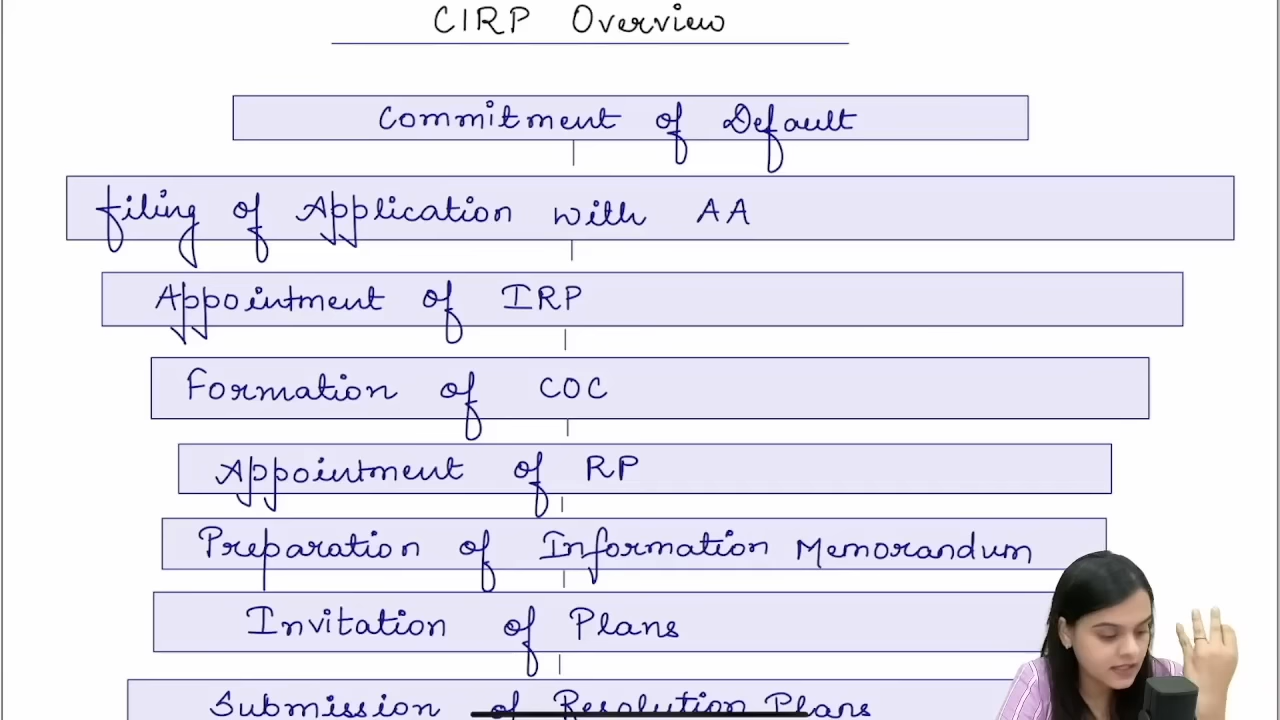 CIRP Overview
Commitment of Default
filing of Application with AA
Appointment of IRP
Formation of COC
Appointment of RP
Preparation of Information Memorandum
Invitation of Plans
Submission of Resolution Plans